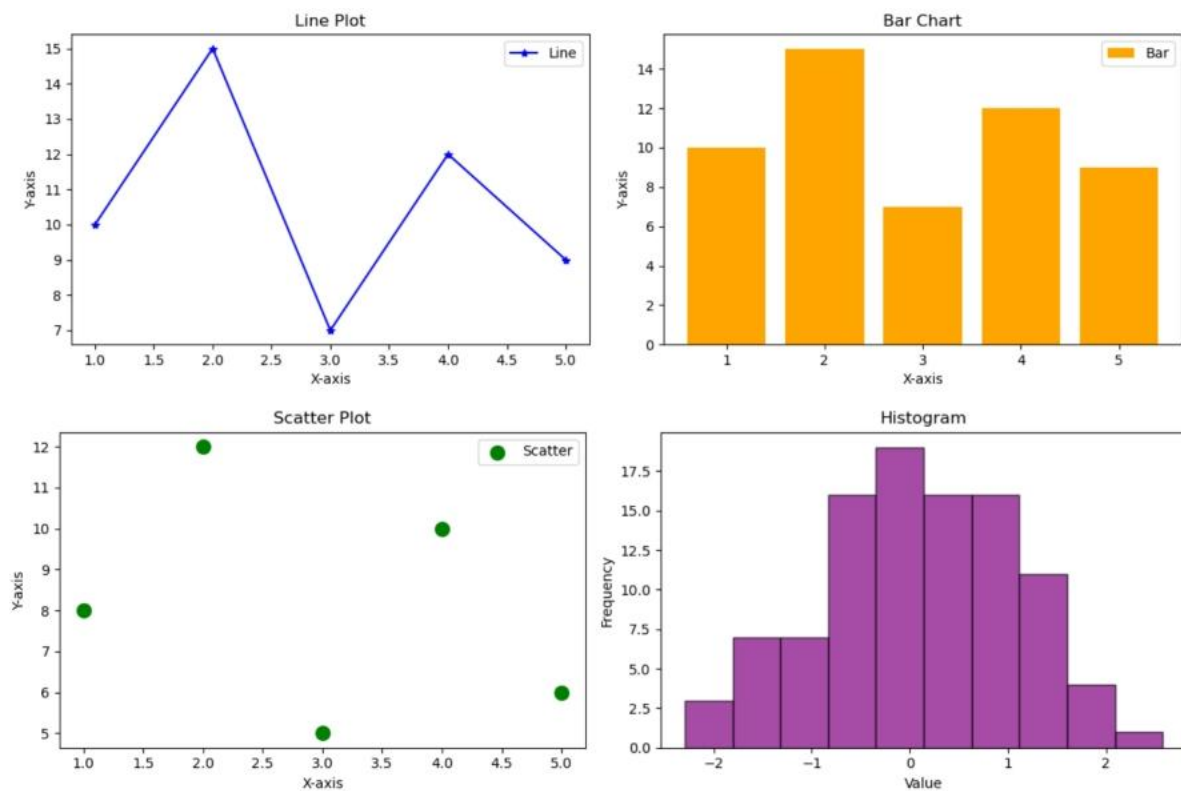 Line Plot
15
14
13
12
11
10
9
8
7
Y-axis
Line
1.0 1.5 2.0 2.5 3.0 3.5 4.0 4.5 5.0
X-axis
Bar Chart
14
12
10
8
6
4
2
0
Y-axis
Bar
1 2 3 4 5
X-axis
Scatter Plot
12
11
10
9
8
7
6
5
Y-axis
Scatter
1.0 1.5 2.0 2.5 3.0 3.5 4.0 4.5 5.0
X-axis
Histogram
17.5
15.0
12.5
10.0
7.5
5.0
2.5
0.0
Frequency
−2 −1 0 1 2
Value